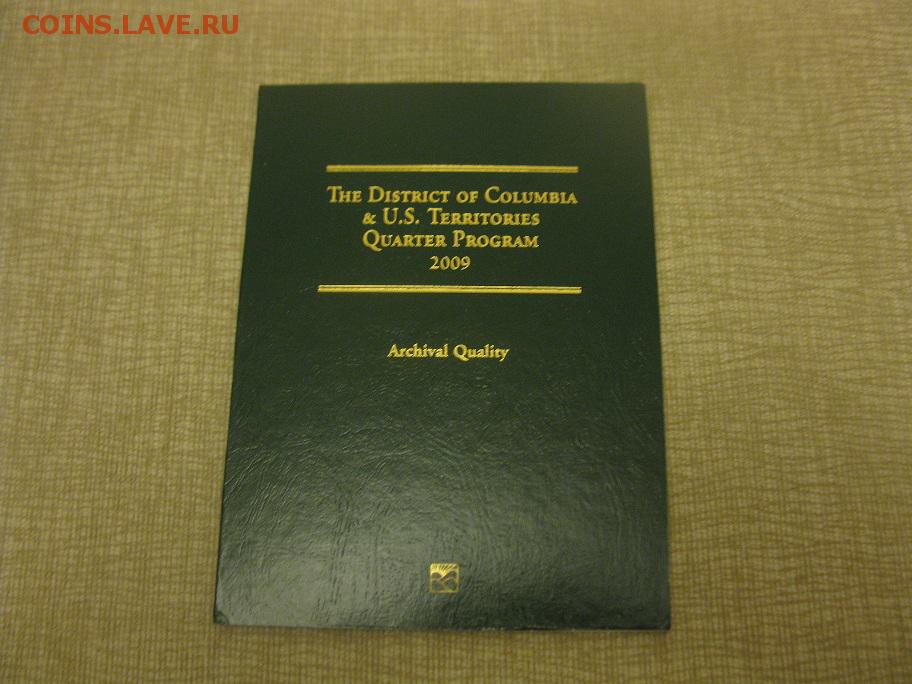 COINS.LAVE.RU
THE DISTRICT OF COLUMBIA
& U.S. TERRITORIES
QUARTER PROGRAM
2009
Archival Quality